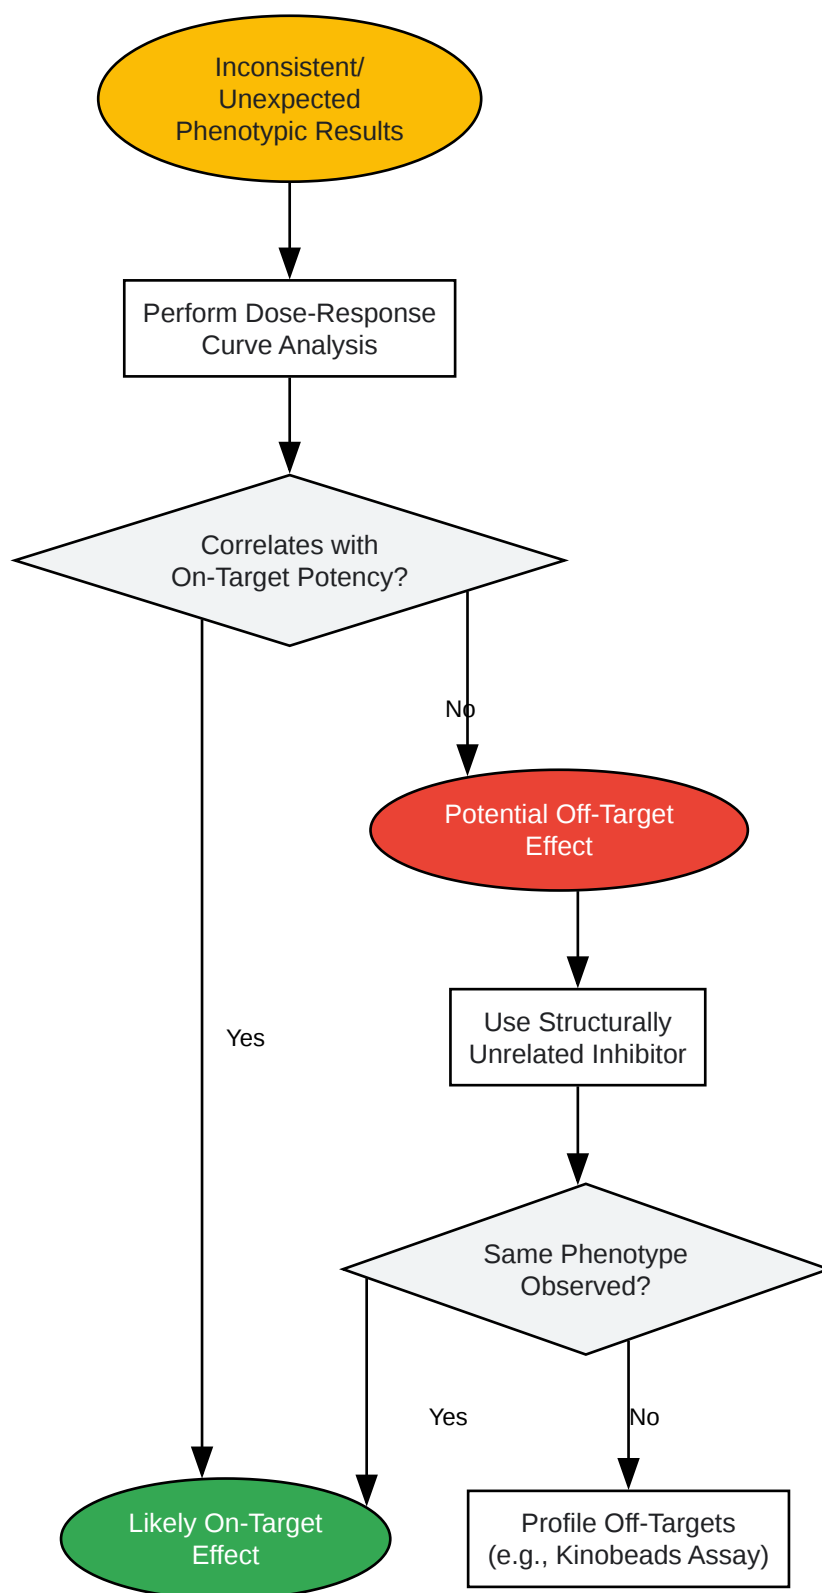 Inconsistent/
Unexpected
Phenotypic Results
Perform Dose-Response
Curve Analysis
Correlates with
On-Target Potency?
No
Potential Off-Target
Effect
Use Structurally
Unrelated Inhibitor
Yes
Same Phenotype
Observed?
Yes
No
Likely On-Target
Effect
Profile Off-Targets
(e.g., Kinobeads Assay)